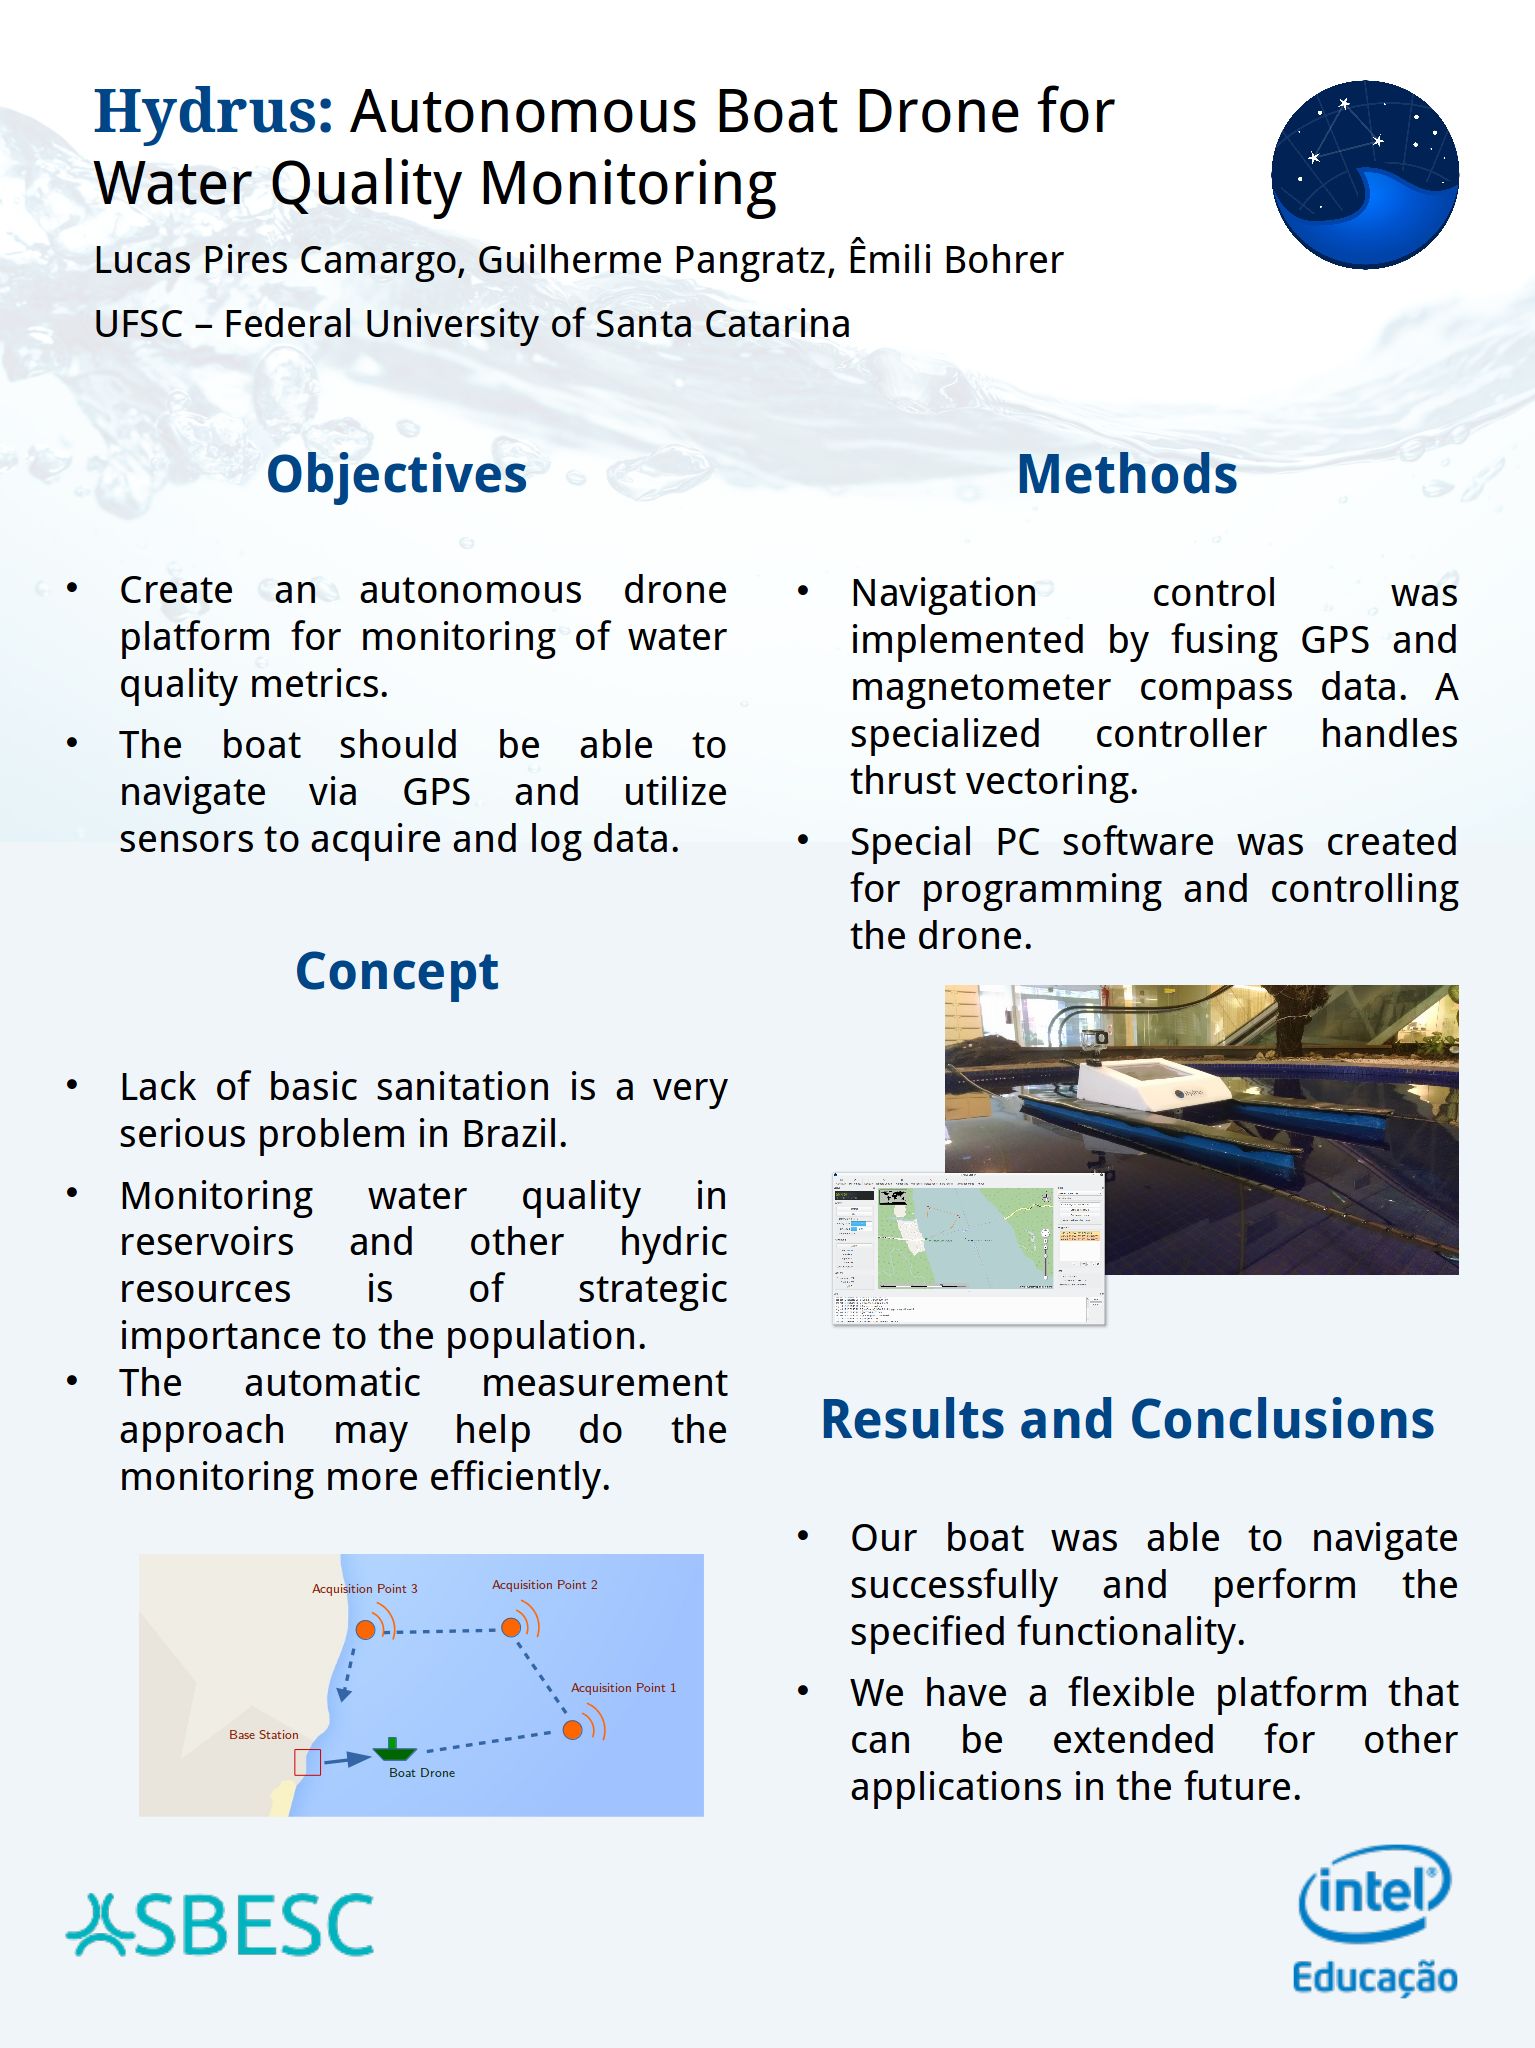 Hydrus: Autonomous Boat Drone for
Water Quality Monitoring
Lucas Pires Camargo, Guilherme Pangratz, Êmili Bohrer
UFSC – Federal University of Santa Catarina
Objectives
• Create an autonomous drone
platform for monitoring of water
quality metrics.
• The boat should be able to
navigate via GPS and utilize
sensors to acquire and log data.
Concept
• Lack of basic sanitation is a very
serious problem in Brazil.
• Monitoring water quality in
reservoirs and other hydric
resources is of strategic
importance to the population.
• The automatic measurement
approach may help do the
monitoring more efficiently.
Acquisition Point 3
Acquisition Point 2
Acquisition Point 1
Base Station
Boat Drone
Methods
• Navigation control was
implemented by fusing GPS and
magnetometer compass data. A
specialized controller handles
thrust vectoring.
• Special PC software was created
for programming and controlling
the drone.
Hydrus
Results and Conclusions
• Our boat was able to navigate
successfully and perform the
specified functionality.
• We have a flexible platform that
can be extended for other
applications in the future.
SBESC
intel®
Educação